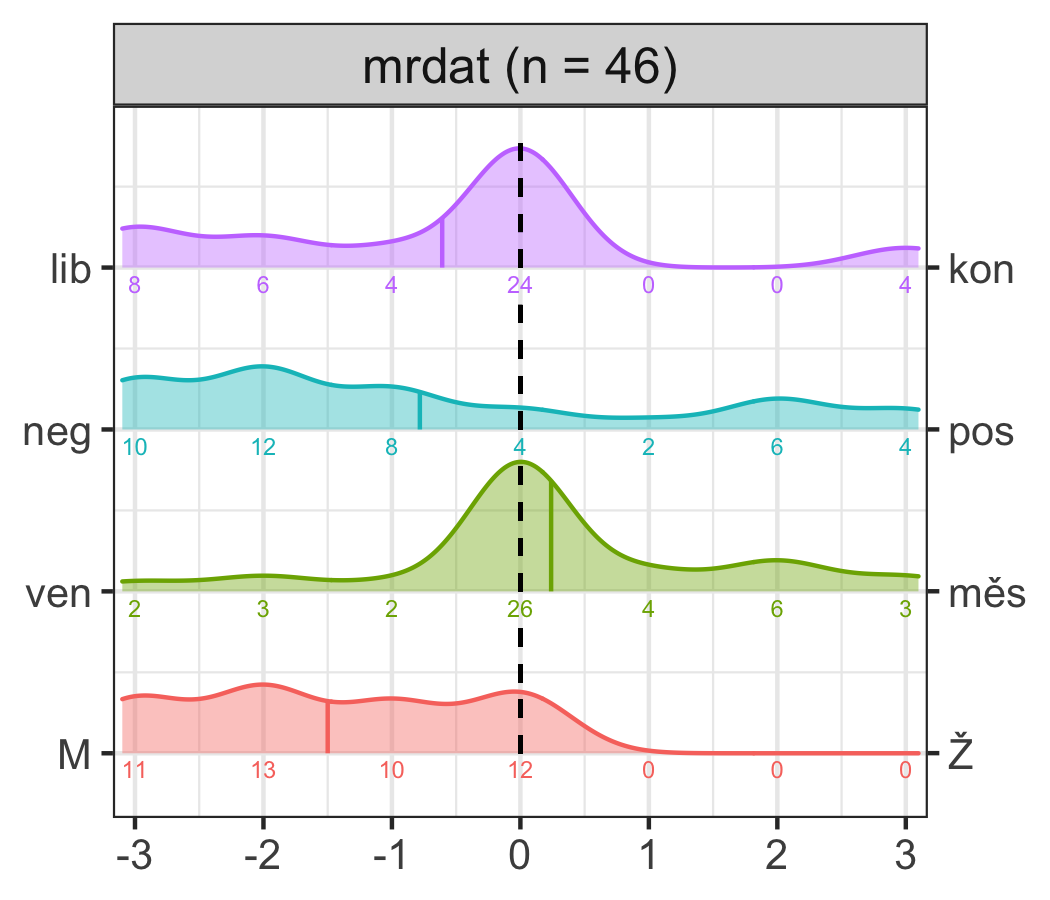 mrdat (n = 46)
lib kon
8 6 4 24 0 0 4
neg pos
10 12 8 4 2 6 4
ven měs
2 3 2 26 4 6 3
M Ž
11 13 10 12 0 0 0
-3 -2 -1 0 1 2 3